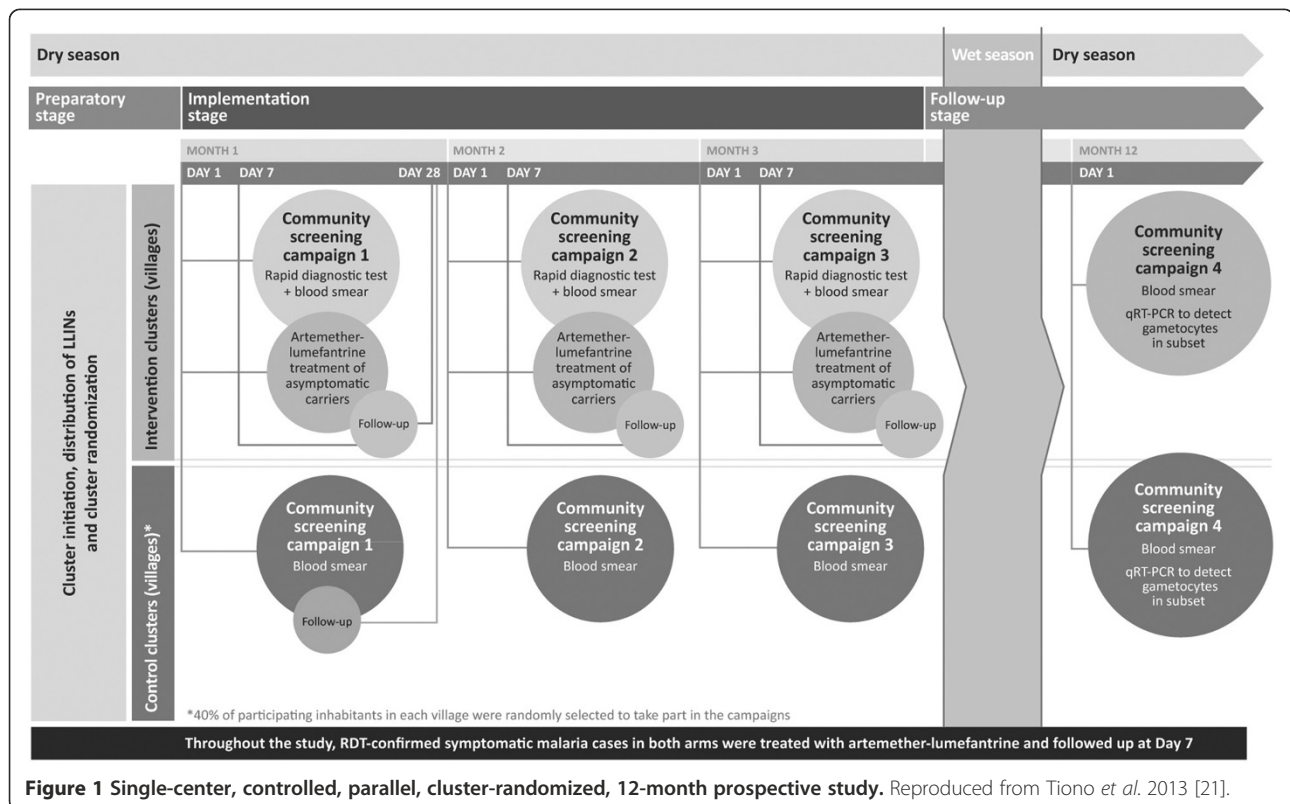 Dry season
Wet season
Dry season
Preparatory
stage
Implementation
stage
Follow-up
stage
MONTH 1
MONTH 2
MONTH 3
MONTH 12
DAY 1
DAY 7
DAY 28
DAY 1
DAY 7
DAY 1
DAY 7
DAY 1
Cluster initiation, distribution of LLINs
and cluster randomization
Intervention clusters (villages)
Community
screening
campaign 1
Rapid diagnostic test
+ blood smear
Artemether-
lumefantrine
treatment of
asymptomatic
carriers
Follow-up
Community
screening
campaign 2
Rapid diagnostic test
+ blood smear
Artemether-
lumefantrine
treatment of
asymptomatic
carriers
Follow-up
Community
screening
campaign 3
Rapid diagnostic test
+ blood smear
Artemether-
lumefantrine
treatment of
asymptomatic
carriers
Follow-up
Community
screening
campaign 4
Blood smear
qRT-PCR to detect
gametocytes
in subset
Control clusters (villages)*
Community
screening
campaign 1
Blood smear
Follow-up
Community
screening
campaign 2
Blood smear
Community
screening
campaign 3
Blood smear
Community
screening
campaign 4
Blood smear
qRT-PCR to detect
gametocytes
in subset
*40% of participating inhabitants in each village were randomly selected to take part in the campaigns
Throughout the study, RDT-confirmed symptomatic malaria cases in both arms were treated with artemether-lumefantrine and followed up at Day 7
Figure 1 Single-center, controlled, parallel, cluster-randomized, 12-month prospective study. Reproduced from Tiono et al. 2013 [21].